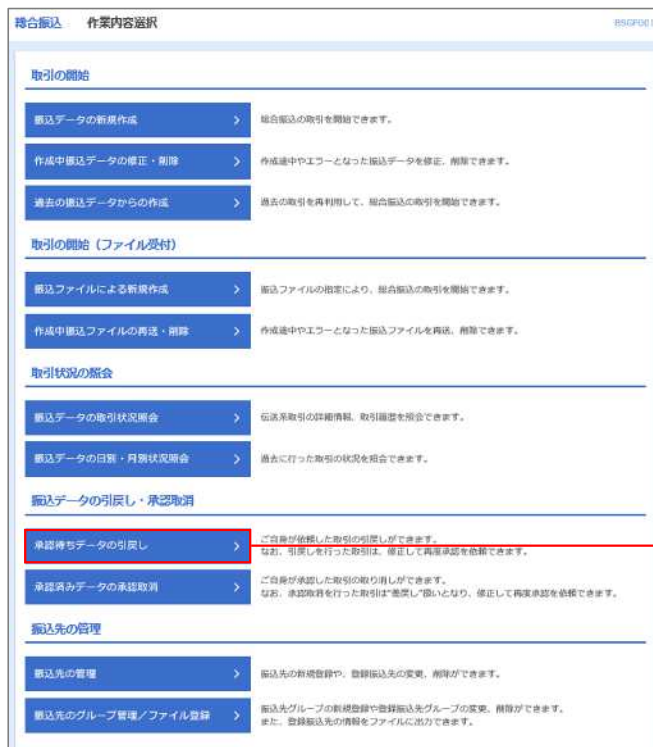 総合振込　作業内容選択
BSGF001
取引の開始
振込データの新規作成
総合振込の取引を開始できます。
作成中振込データの修正・削除
作成途中やエラーとなった振込データを修正、削除できます。
過去の振込データからの作成
過去の取引を再利用して、総合振込の取引を開始できます。
取引の開始（ファイル受付）
振込ファイルによる新規作成
振込ファイルの指定により、総合振込の取引を開始できます。
作成中振込ファイルの再送・削除
作成途中やエラーとなった振込ファイルを再送、削除できます。
取引状況の照会
振込データの取引状況照会
伝送系取引の詳細情報、取引履歴を照会できます。
振込データの日別・月別状況照会
過去に行った取引の状況を照会できます。
振込データの引戻し・承認取消
承認待ちデータの引戻し
ご自身が依頼した取引の引戻しができます。
なお、引戻しを行った取引は、修正して再度承認を依頼できます。
承認済みデータの承認取消
ご自身が承認した取引の取り消しができます。
なお、承認取消を行った取引は"差戻し"扱いとなり、修正して再度承認を依頼できます。
振込先の管理
振込先の管理
振込先の新規登録や、登録振込先の変更、削除ができます。
振込先のグループ管理／ファイル登録
振込先グループの新規登録や登録振込先グループの変更、削除ができます。
また、登録振込先の情報をファイルに出力できます。